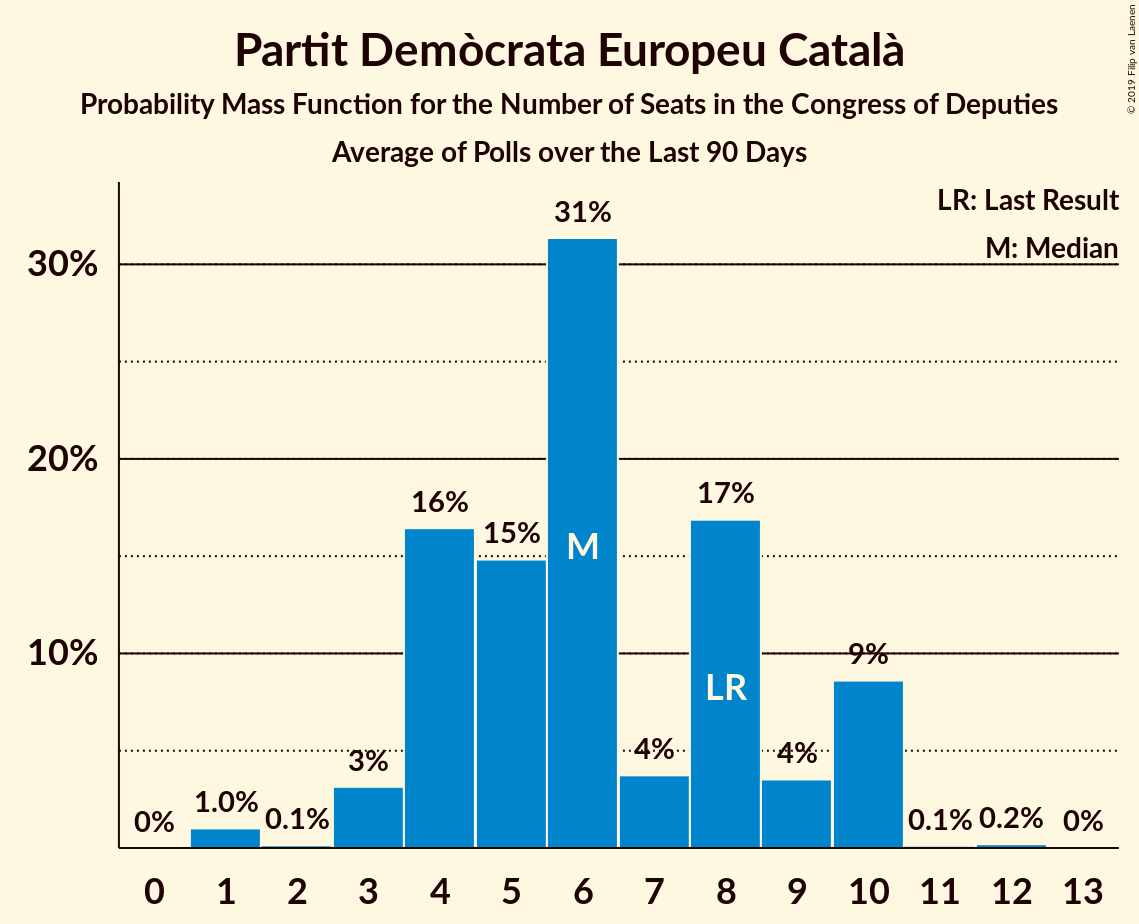 Partit Demòcrata Europeu Català
Probability Mass Function for the Number of Seats in the Congress of Deputies
Average of Polls over the Last 90 Days
© 2019 Filip van Laenen
LR: Last Result
M: Median
30%
20%
10%
0%
1.0%
0.1%
3%
16%
15%
31%
4%
17%
4%
9%
0.1%
0.2%
0%
M
LR
0 1 2 3 4 5 6 7 8 9 10 11 12 13